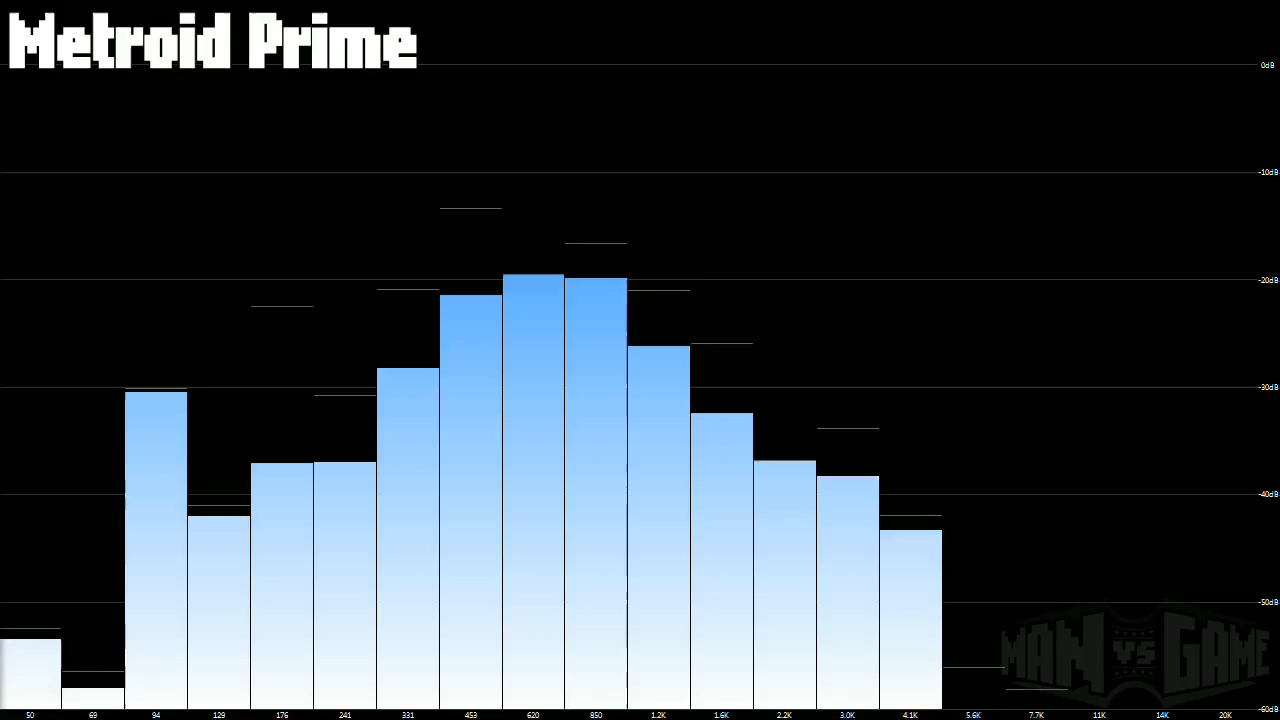 Metroid Prime
0dB
-10dB
-20dB
-30dB
-40dB
-50dB
MAN VS GAME
-60dB
50 69 94 129 176 241 331 453 620 850 1.2K 1.6K 2.2K 3.0K 4.1K 5.6K 7.7K 11K 14K 20K